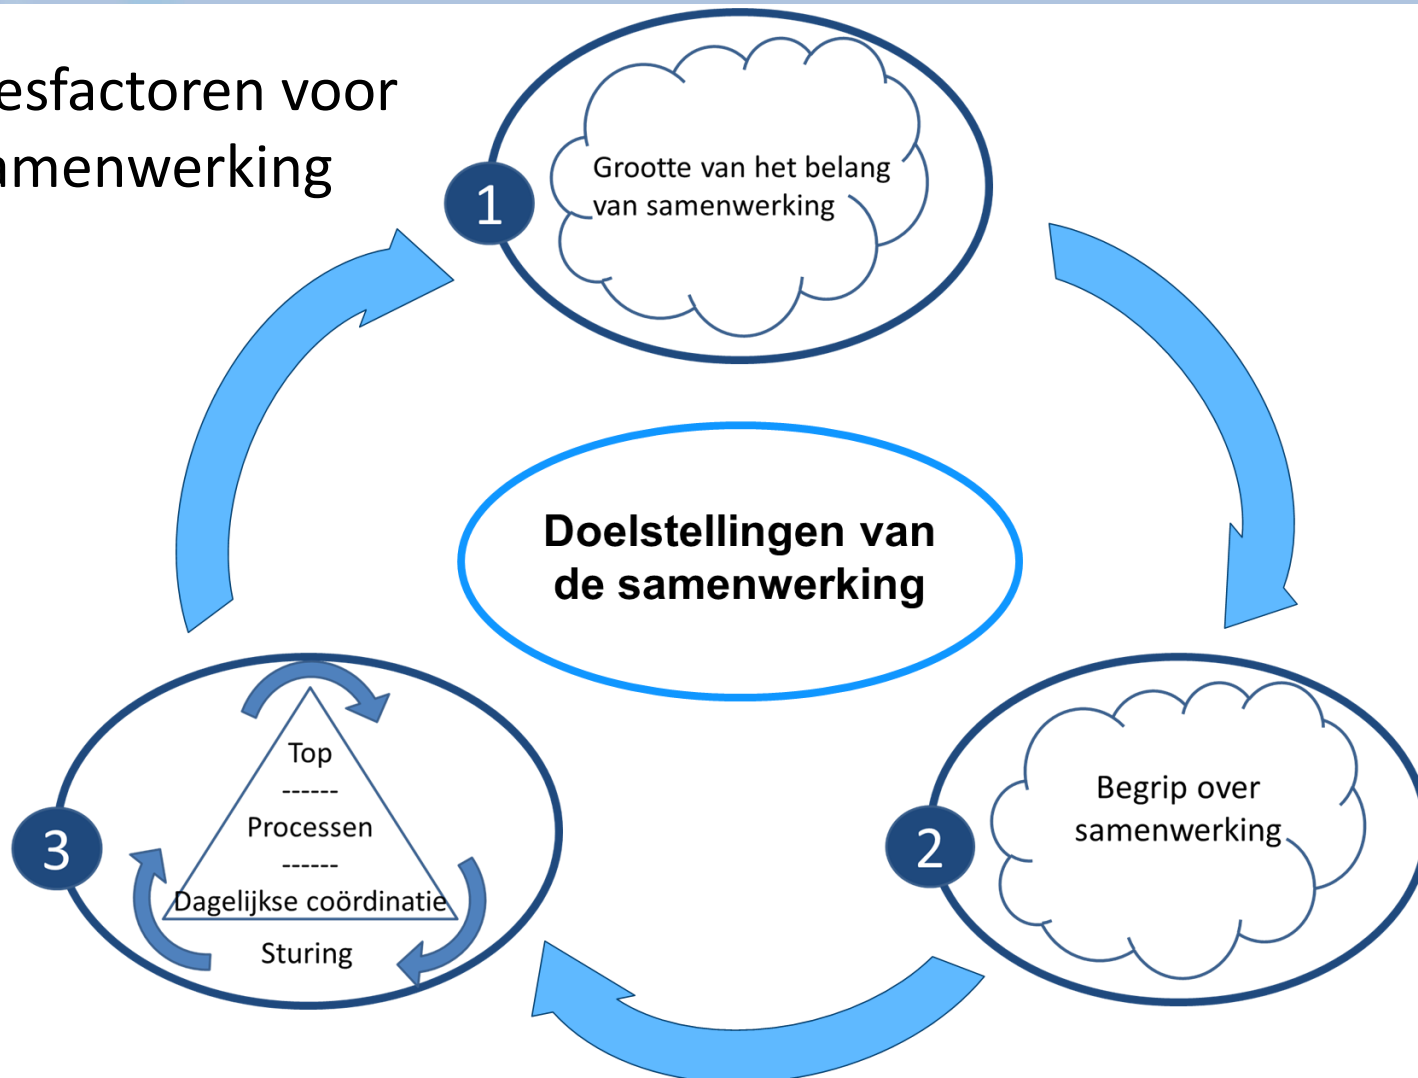 esfactoren voor
amenwerking
1
Grootte van het belang
van samenwerking
Doelstellingen van
de samenwerking
2
Begrip over
samenwerking
3
Top
------
Processen
------
Dagelijkse coördinatie
Sturing